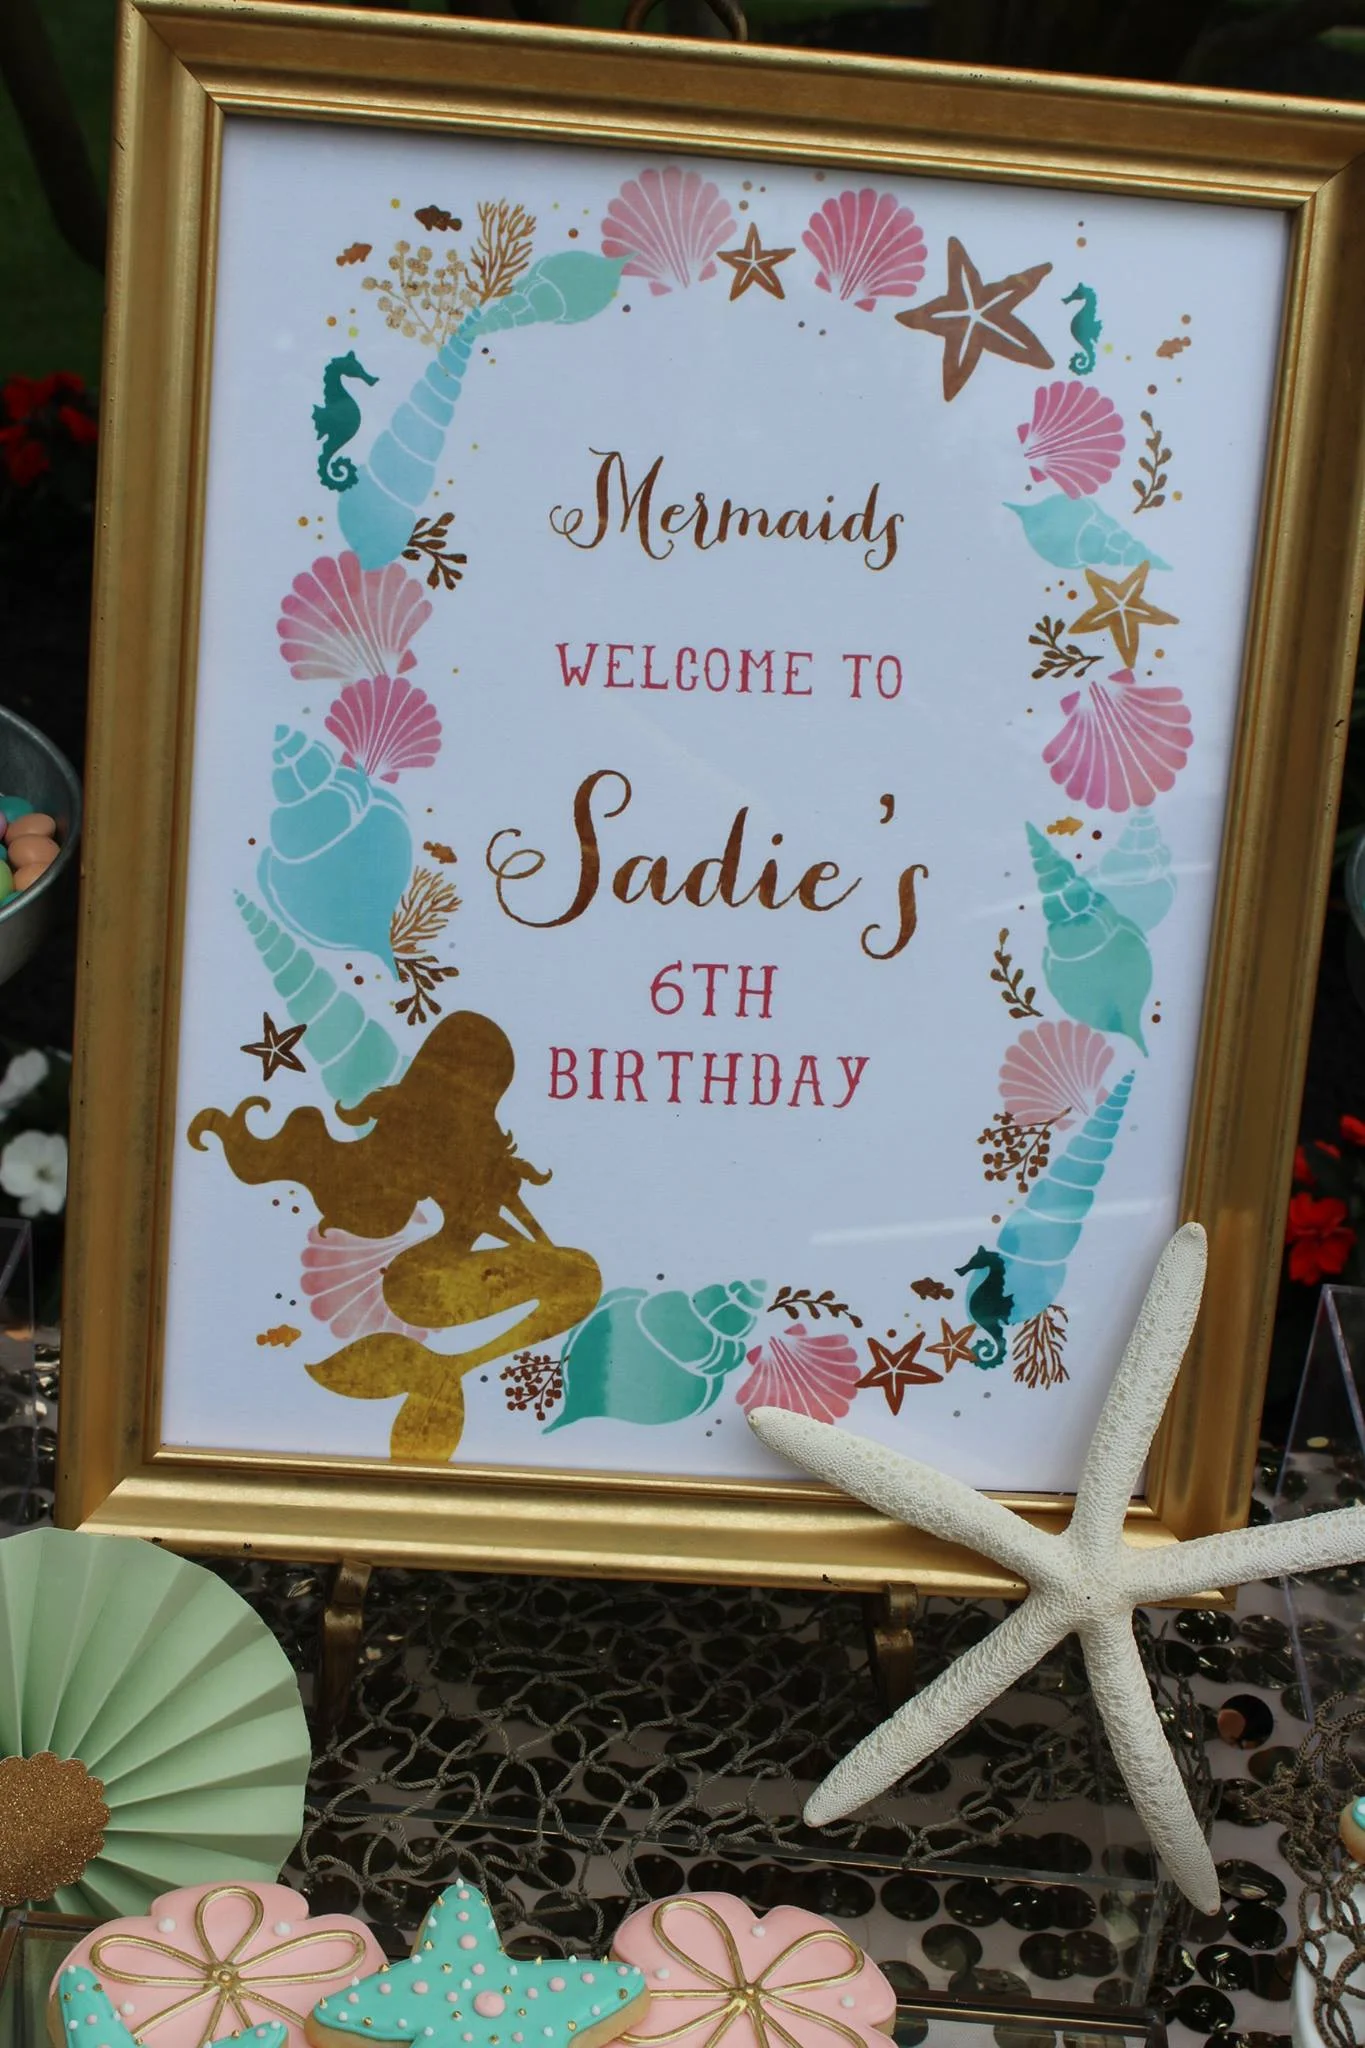 Mermaids
WELCOME TO
Sadie's
6TH
BIRTHDAY